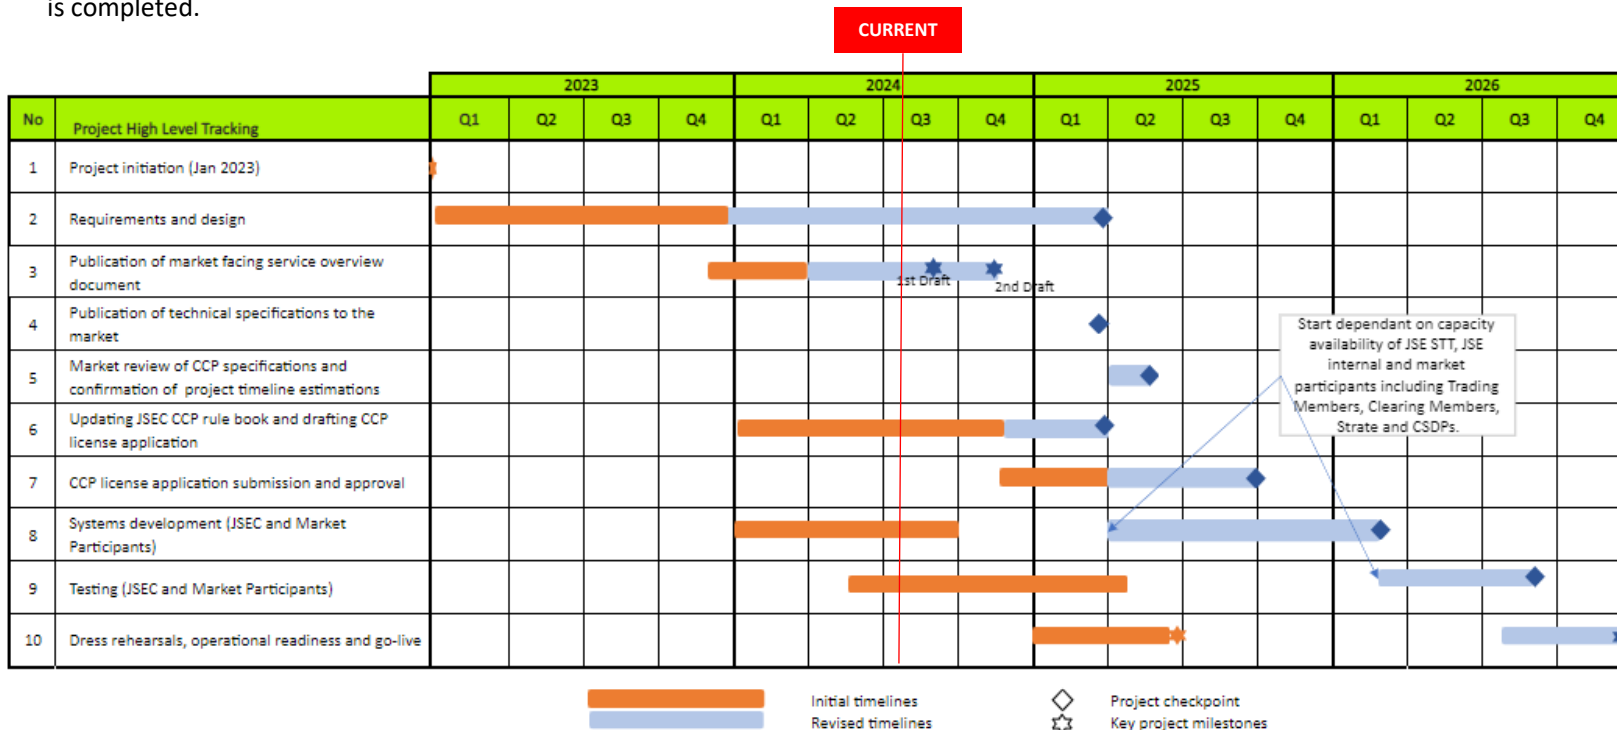 is completed.
CURRENT
2023
2024
2025
2026
No
Project High Level Tracking
Q1
Q2
Q3
Q4
Q1
Q2
Q3
Q4
Q1
Q2
Q3
Q4
Q1
Q2
Q3
Q4
1
Project initiation (Jan 2023)
2
Requirements and design
3
Publication of market facing service overview
document
1st Draft
2nd Draft
4
Publication of technical specifications to the
market
5
Market review of CCP specifications and
confirmation of project timeline estimations
6
Updating JSEC CCP rule book and drafting CCP
license application
7
CCP license application submission and approval
8
Systems development (JSEC and Market
Participants)
9
Testing (JSEC and Market Participants)
10
Dress rehearsals, operational readiness and go-live
Start dependant on capacity
availability of JSE STT, JSE
internal and market
participants including Trading
Members, Clearing Members,
Strate and CSDPs.
Initial timelines
Project checkpoint
Revised timelines
Key project milestones